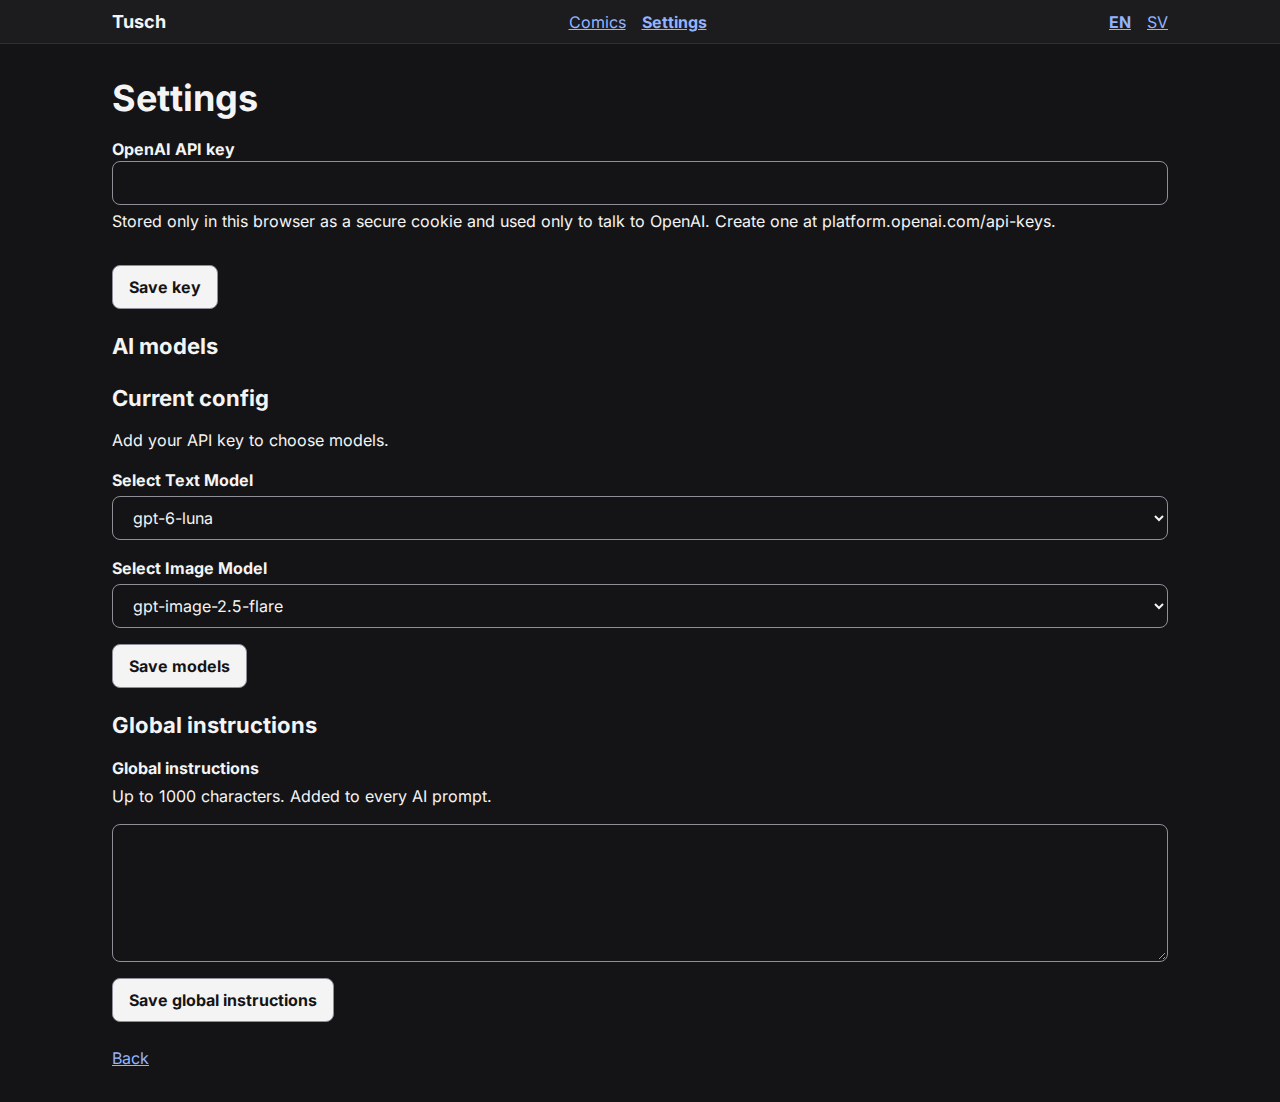 Tusch
Comics Settings
EN SV
Settings
OpenAI API key
Stored only in this browser as a secure cookie and used only to talk to OpenAI. Create one at platform.openai.com/api-keys.
Save key
AI models
Current config
Add your API key to choose models.
Select Text Model
gpt-6-luna
Select Image Model
gpt-image-2.5-flare
Save models
Global instructions
Global instructions
Up to 1000 characters. Added to every AI prompt.
Save global instructions
Back